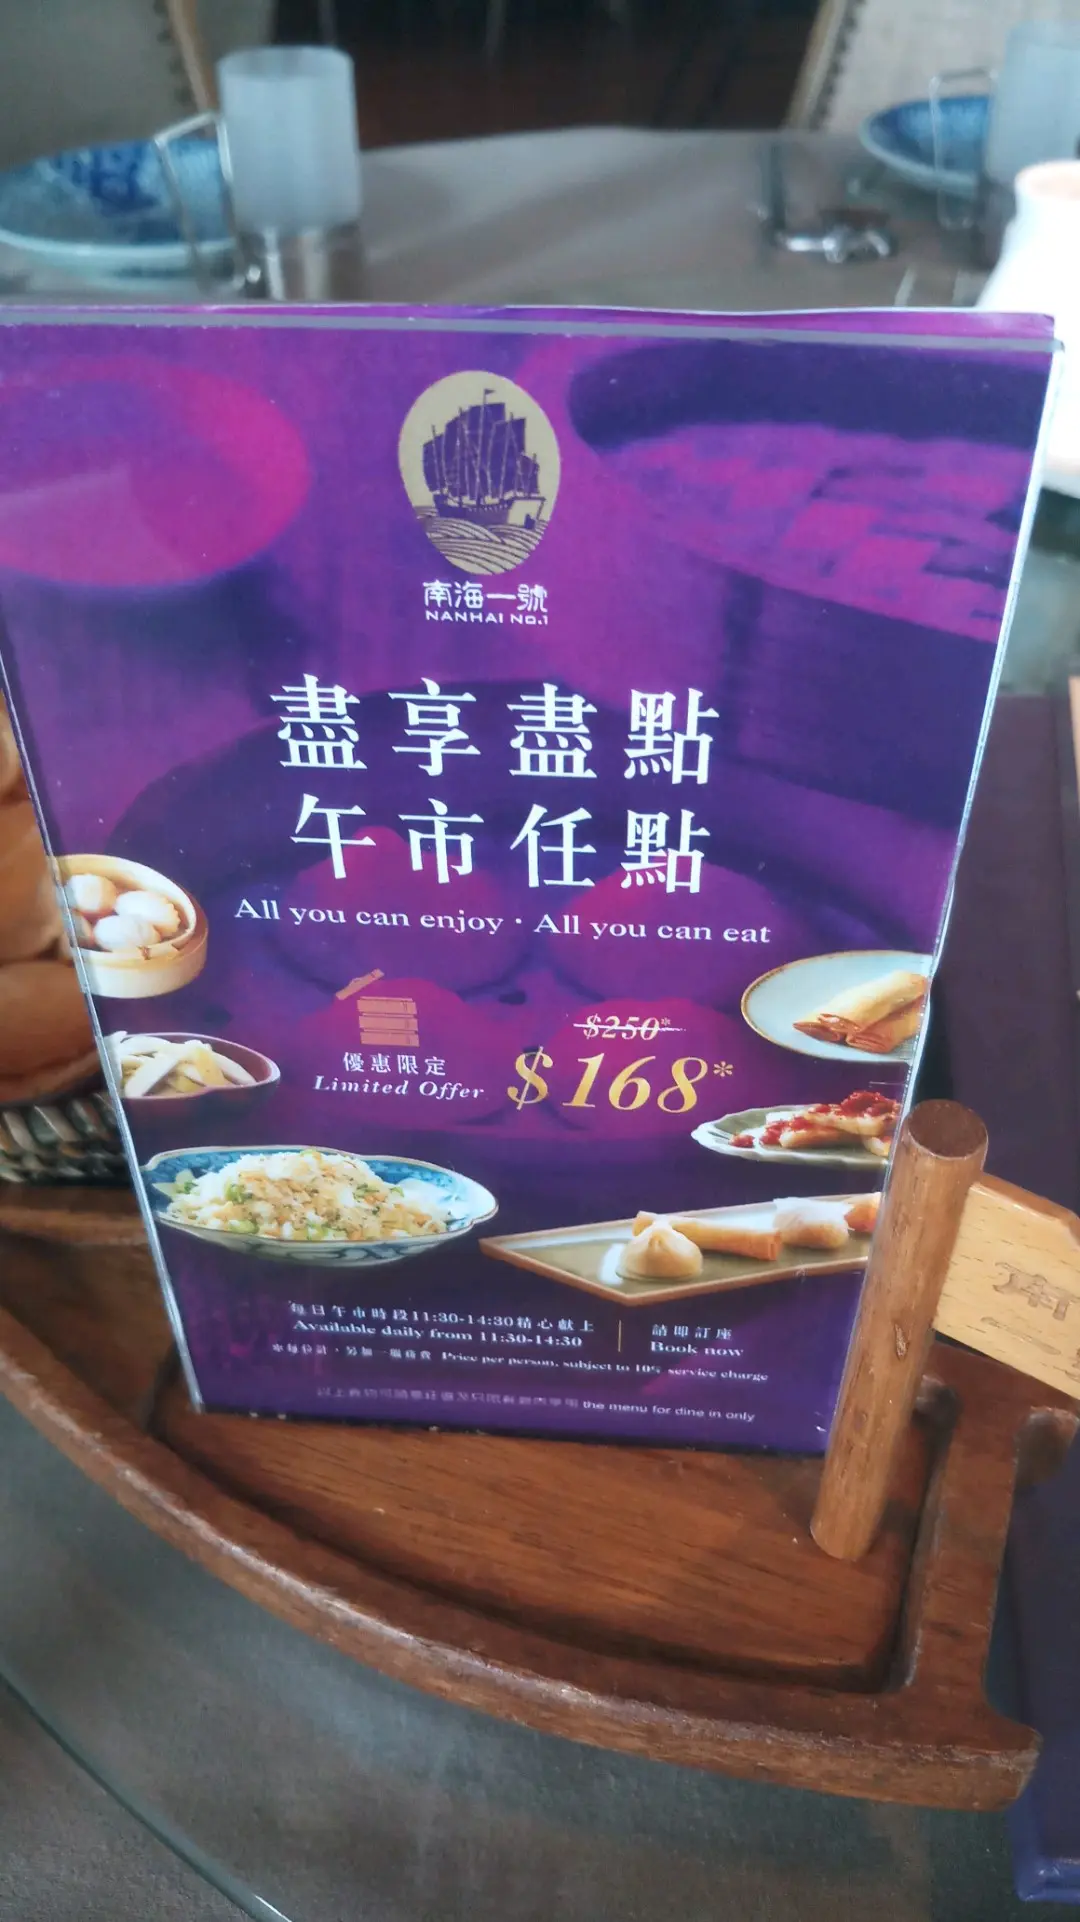 南海一號
NANHAI No.1
盡享盡點
午市任點
All you can enjoy · All you can eat
優惠限定
Limited Offer
$250*
$168*
每日午市時段11:30-14:30精心獻上
Available daily from 11:30-14:30
請即訂座
Book now
Price per person, subject to 10% service charge
the menu for dine in only